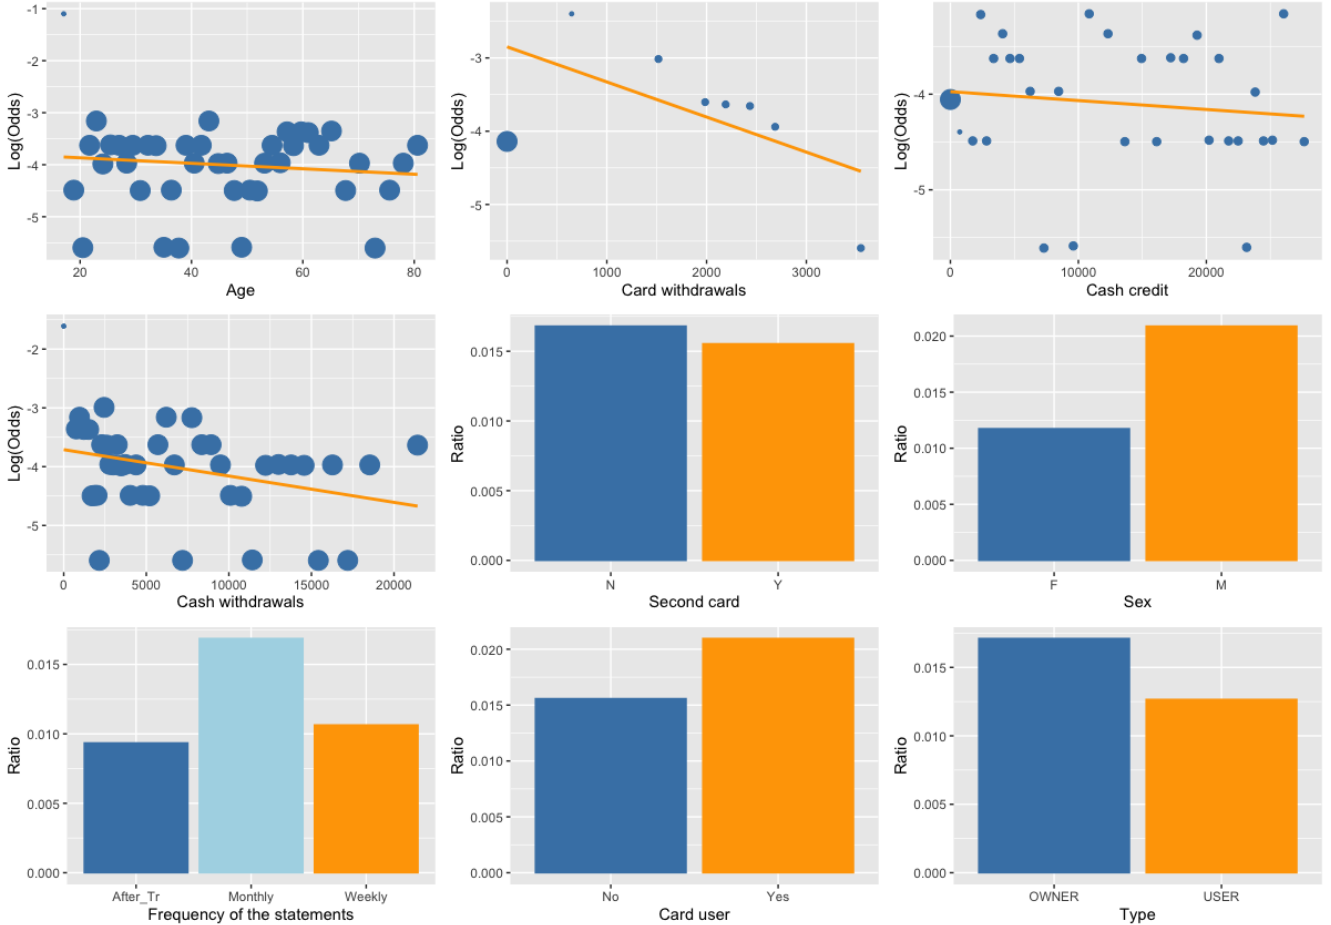 -1
-2
-3
-4
-5
Log(Odds)
20 40 60 80
Age
-3
-4
-5
Log(Odds)
0 1000 2000 3000
Card withdrawals
-4
-5
Log(Odds)
0 10000 20000
Cash credit
-2
-3
-4
-5
Log(Odds)
0 5000 10000 15000 20000
Cash withdrawals
0.015
0.010
0.005
0.000
Ratio
N Y
Second card
0.020
0.015
0.010
0.005
0.000
Ratio
F M
Sex
0.015
0.010
0.005
0.000
Ratio
After_Tr Monthly Weekly
Frequency of the statements
0.020
0.015
0.010
0.005
0.000
Ratio
No Yes
Card user
0.015
0.010
0.005
0.000
Ratio
OWNER USER
Type